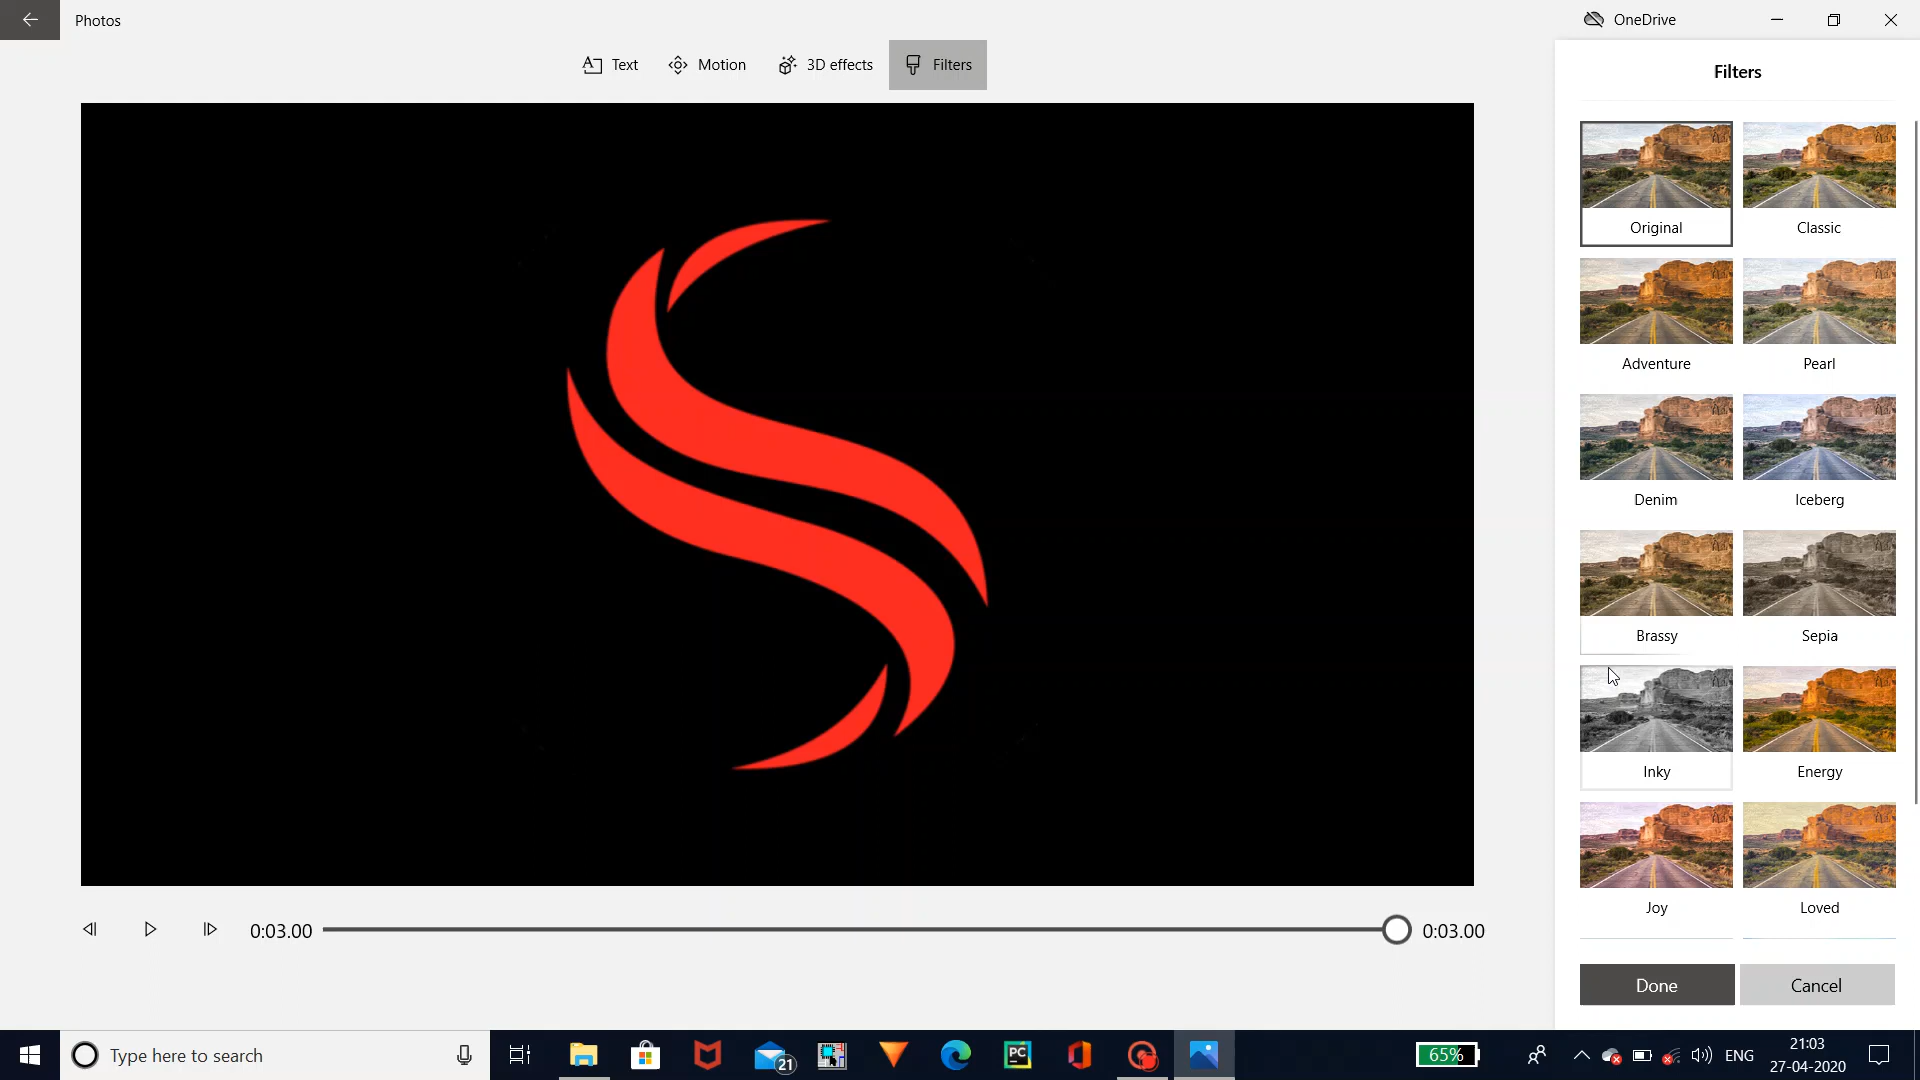 Photos
OneDrive
Text
Motion
3D effects
Filters
Filters
Original
Classic
Adventure
Pearl
Denim
Iceberg
Brassy
Sepia
Inky
Energy
Joy
Loved
0:03.00
0:03.00
Done
Cancel
Type here to search
21
PC
65%
ENG
21:03
27-04-2020